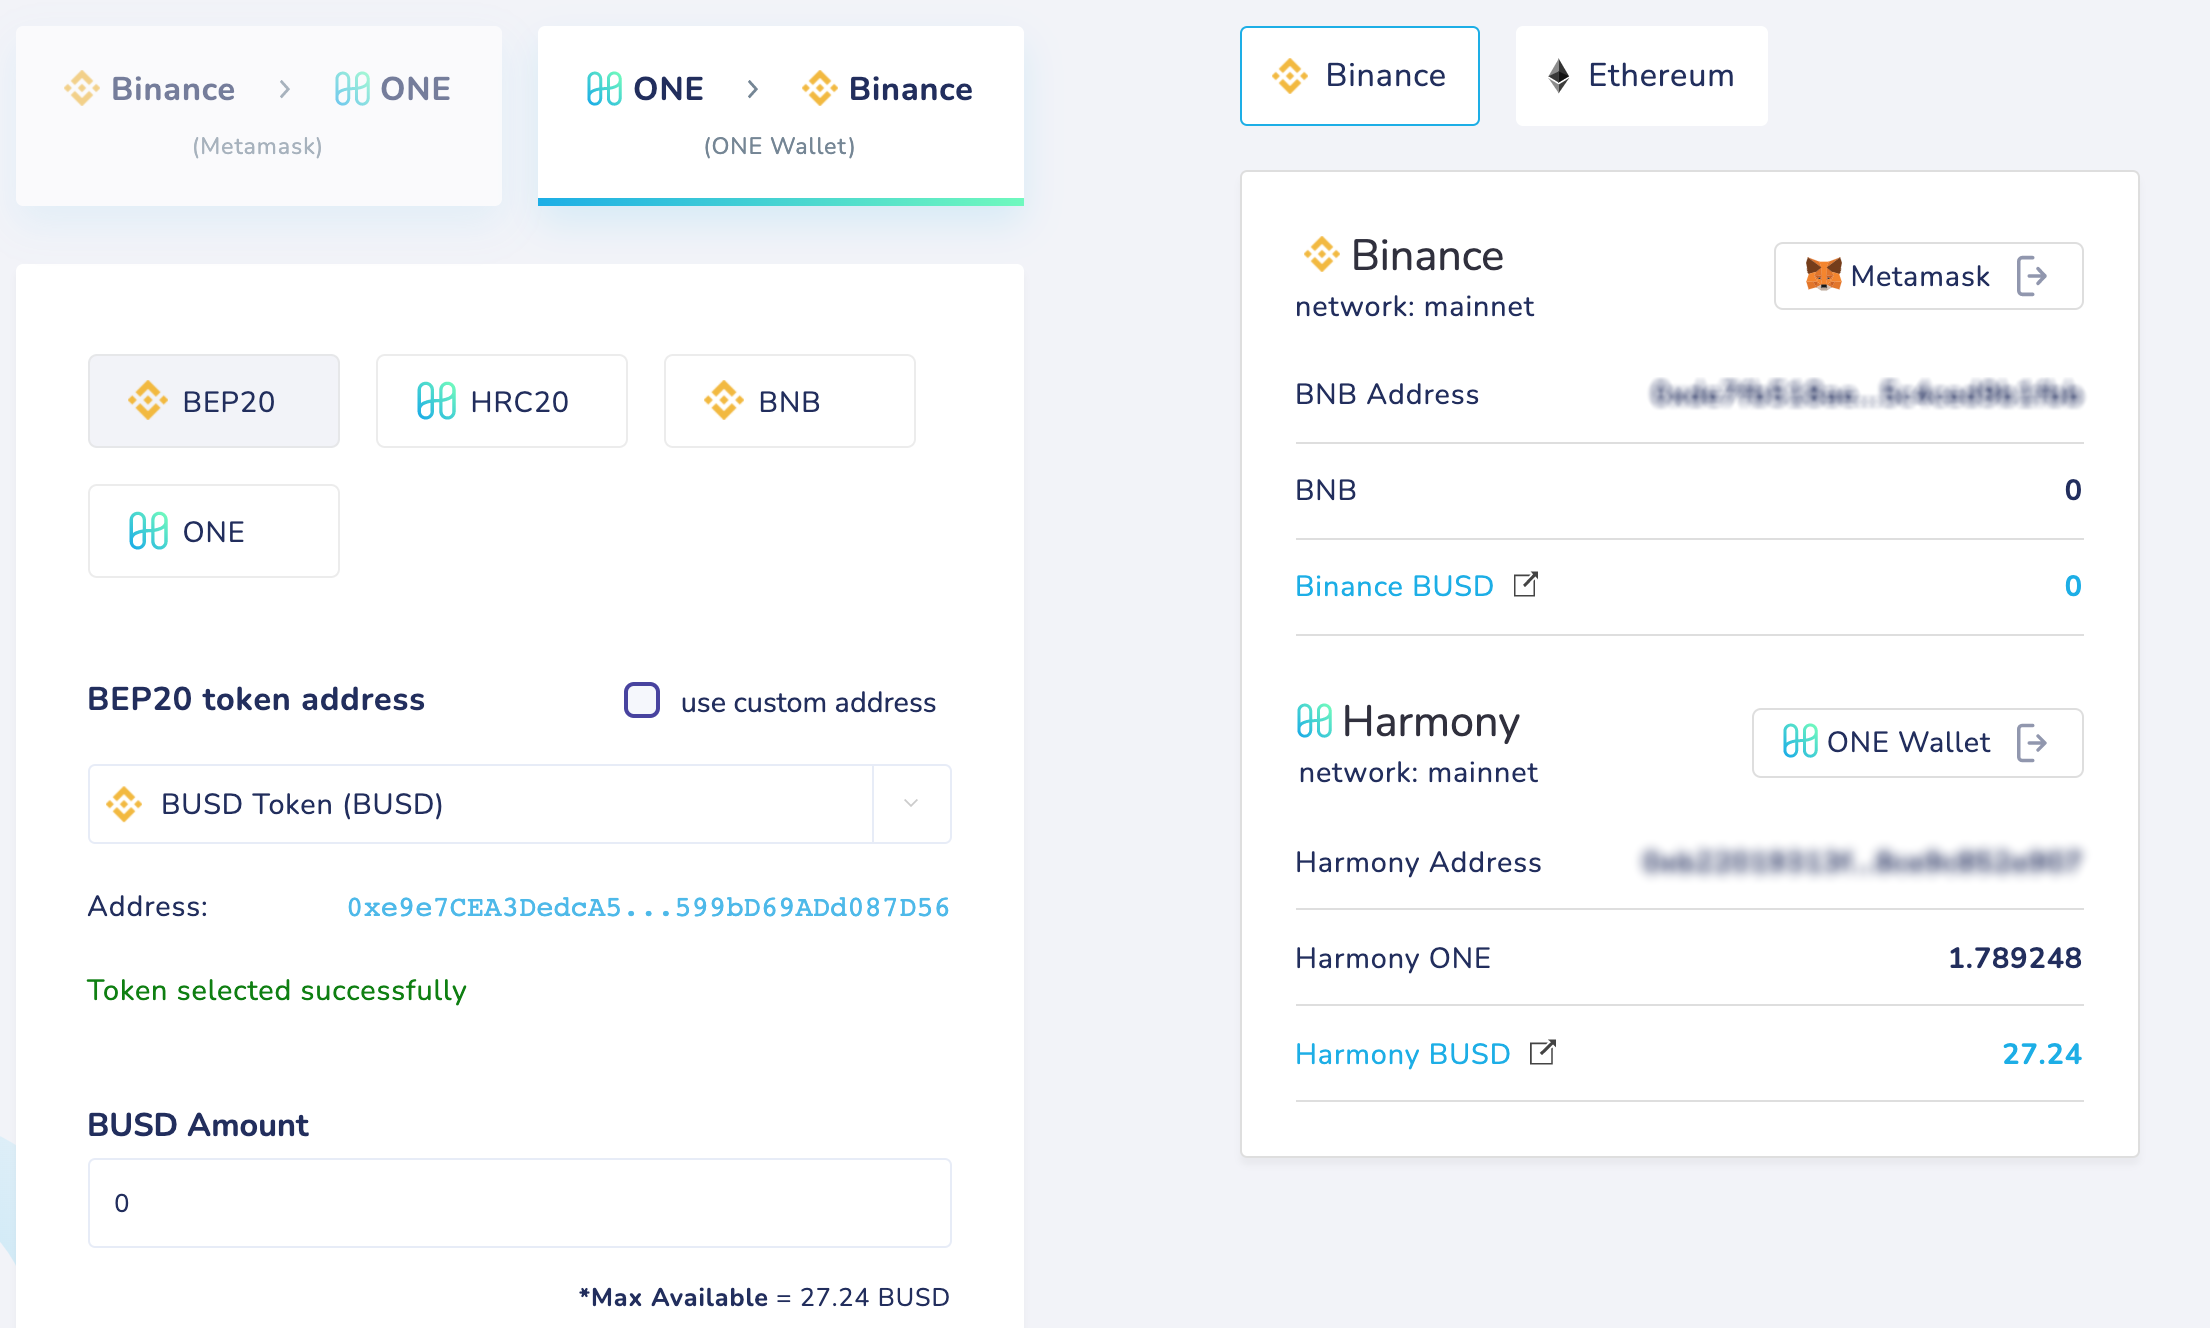 Binance > ONE
(Metamask)
ONE > Binance
(ONE Wallet)
BEP20
HRC20
BNB
ONE
BEP20 token address
use custom address
BUSD Token (BUSD)
Address: 0xe9e7CEA3DedcA5...599bD69ADd087D56
Token selected successfully
BUSD Amount
0
*Max Available = 27.24 BUSD
Binance
Ethereum
Binance
network: mainnet
Metamask
BNB Address
BNB 0
Binance BUSD 0
Harmony
network: mainnet
ONE Wallet
Harmony Address
Harmony ONE 1.789248
Harmony BUSD 27.24